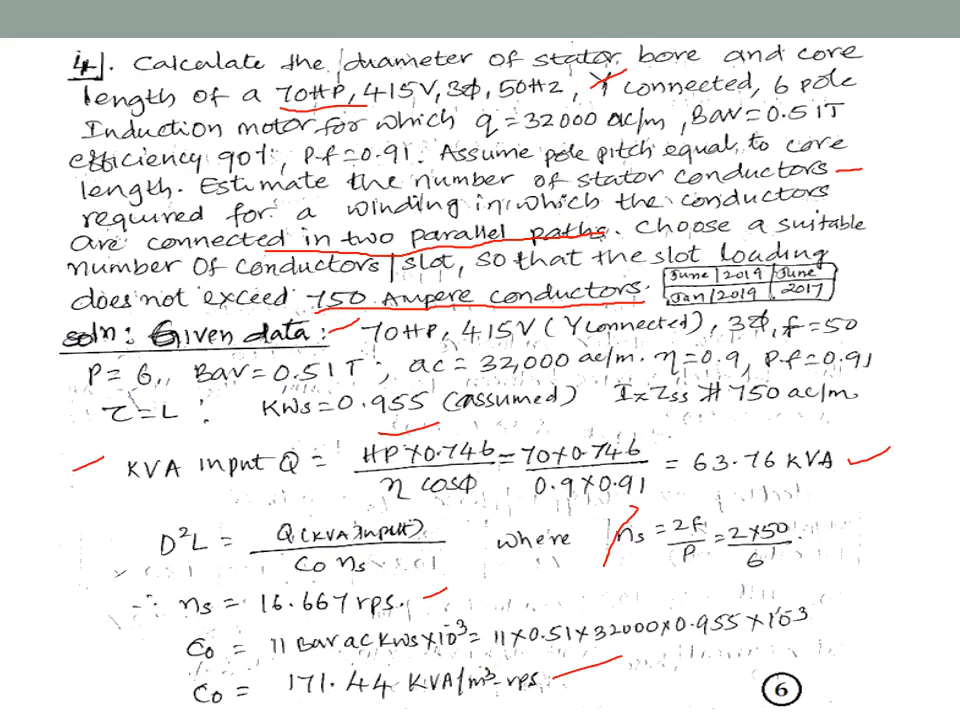 4]. Calculate the diameter of stator bore and core
length of a 70HP, 415V, 3Φ, 50HZ, Y connected, 6 pole
Induction motor for which q = 32000 ac/m, Bav = 0.51T
efficiency 90%, P.f = 0.91. Assume pole pitch equal to core
length. Estimate the number of stator conductors
required for a winding in which the conductors
are connected in two parallel paths. Choose a suitable
number Of conductors / slot, so that the slot loading
does not exceed 750 Ampere conductors.
June/2019 June
Jan/2019 2017
Soln: Given data: 70HP, 415V (Y connected), 3Φ, f = 50
P = 6, Bav = 0.51T, ac = 32,000 ac/m. η = 0.9, P.f = 0.91
τ = L : Kws = 0.955 (assumed) IxZss ≯ 750 ac/m
KVA input Q = HP×0.746 / η cosΦ = 70×0.746 / 0.9×0.91 = 63.76 KVA
D²L = Q (KVA input) / Co ns where ns = 2f/P = 2×50/6
∴ ns = 16.667 rps.
Co = 11 Bav ac Kws×10⁻³ = 11×0.51×32000×0.955×10⁻³
Co = 171.44 KVA/m³-rps
6